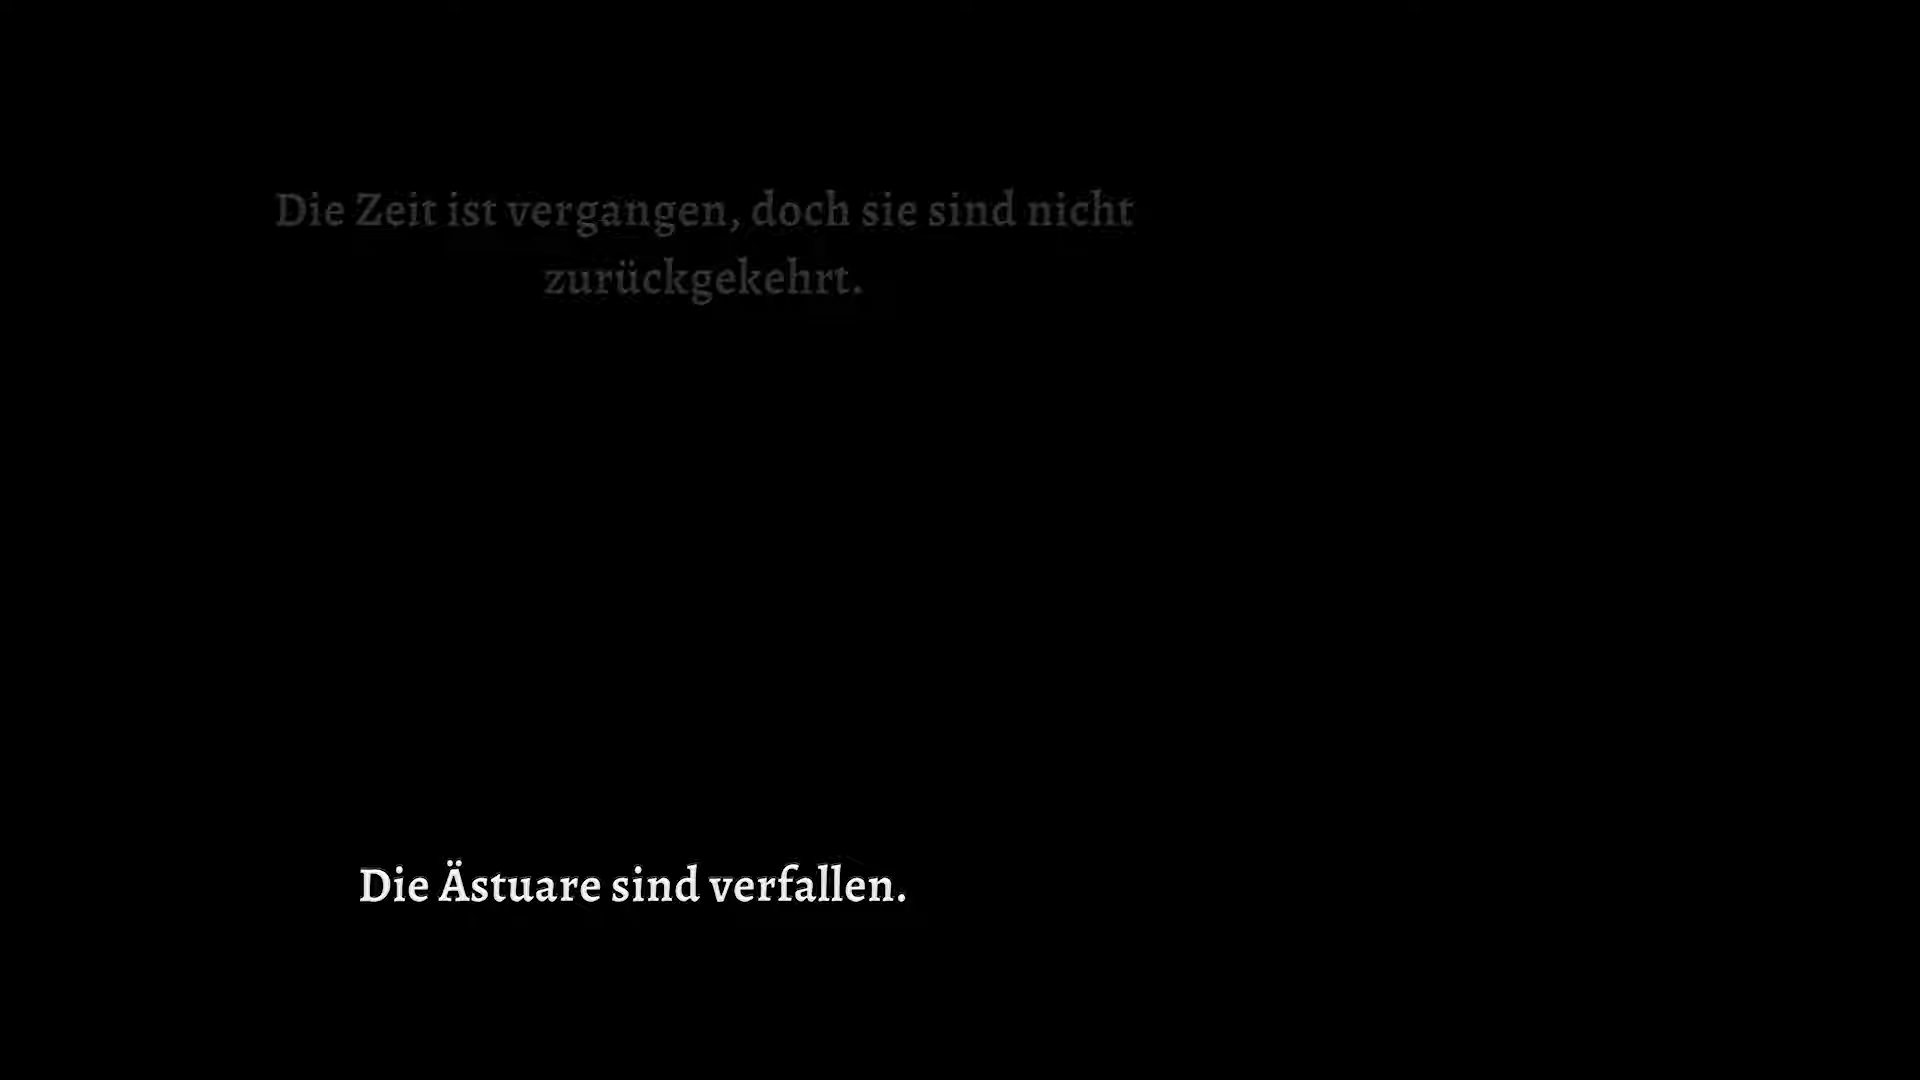 Die Zeit ist vergangen, doch sie sind nicht
zurückgekehrt.
Die Ästuare sind verfallen.